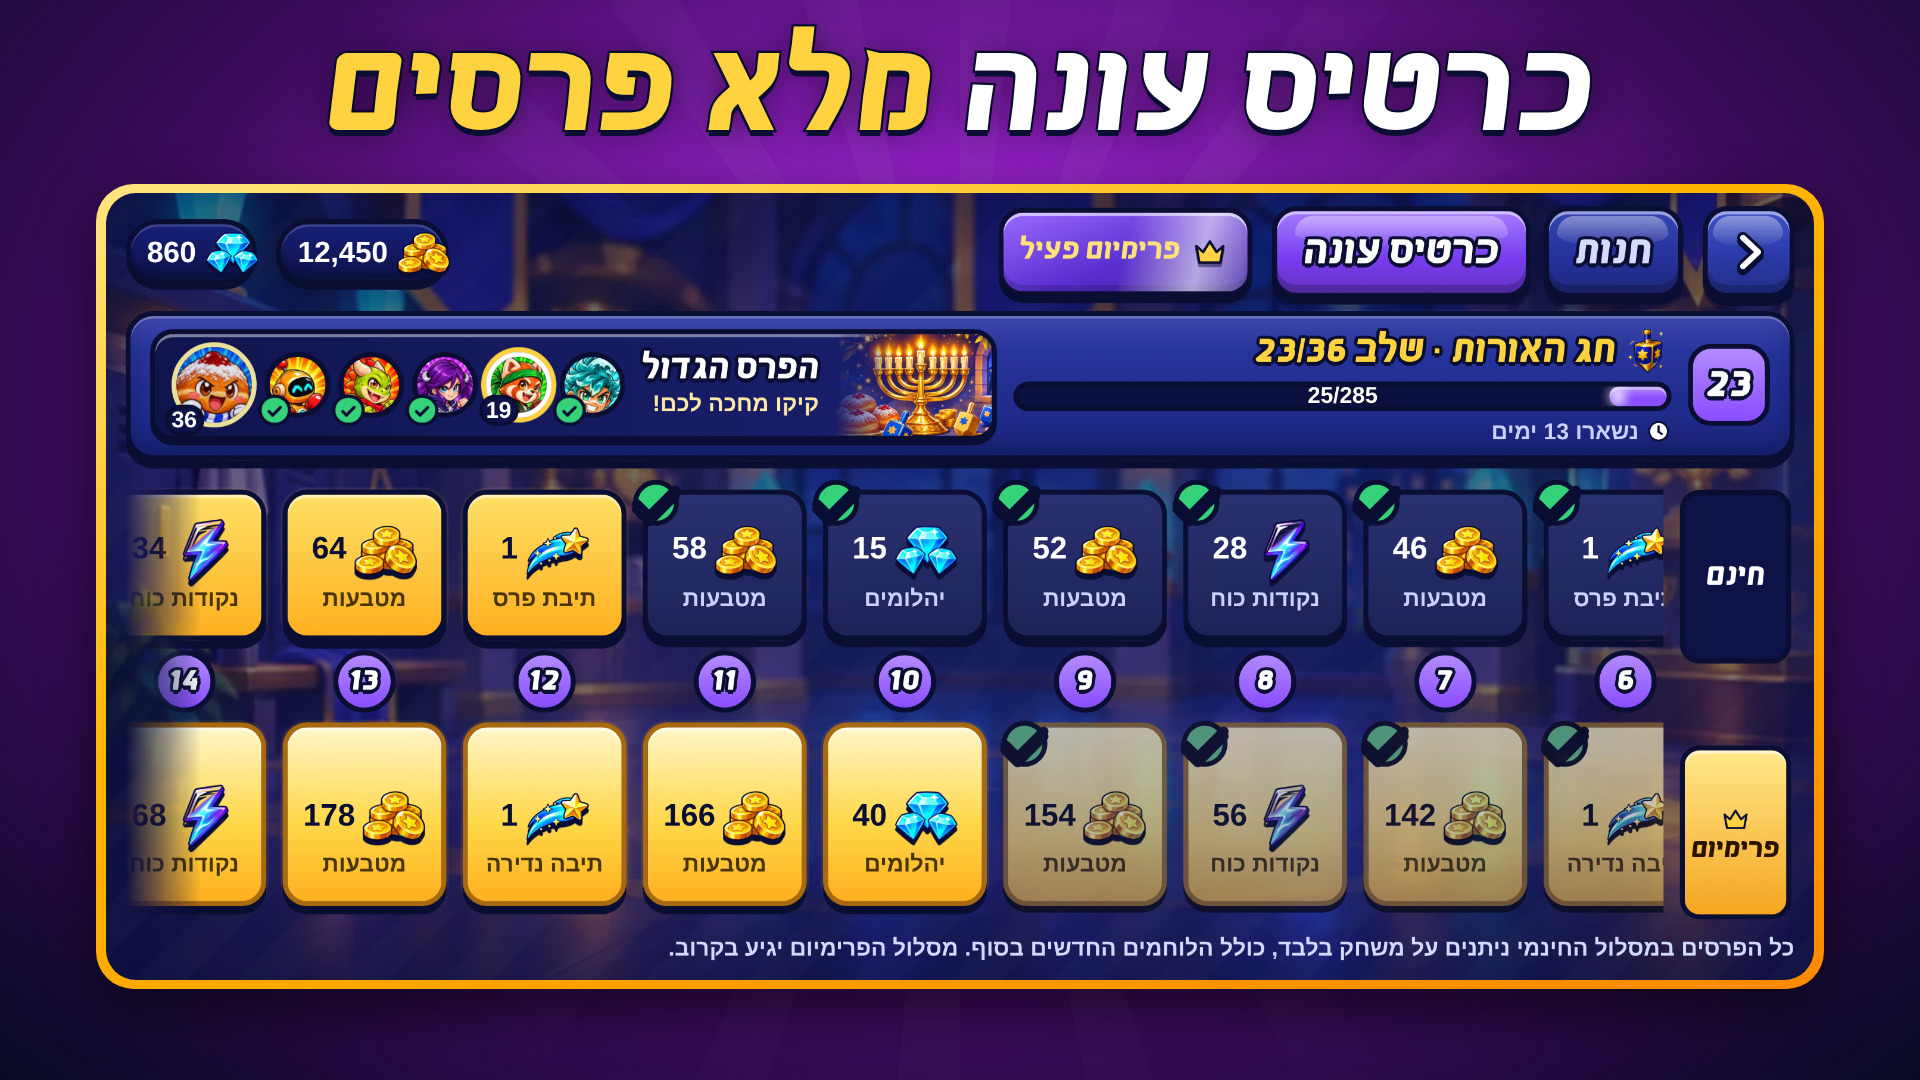 כרטיס עונה מלא פרסים
חנות
כרטיס עונה
פרימיום פעיל
12,450
860
23
חג האורות · שלב 23/36
25/285
נשארו 13 ימים
הפרס הגדול
קיקו מחכה לכם!
19
36
חינם
1
תיבת פרס
46
מטבעות
28
נקודות כוח
52
מטבעות
15
יהלומים
58
מטבעות
1
תיבת פרס
64
מטבעות
34
נקודות כוח
6 7 8 9 10 11 12 13 14
פרימיום
1
תיבה נדירה
142
מטבעות
56
נקודות כוח
154
מטבעות
40
יהלומים
166
מטבעות
1
תיבה נדירה
178
מטבעות
68
נקודות כוח
כל הפרסים במסלול החינמי ניתנים על משחק בלבד, כולל הלוחמים החדשים בסוף. מסלול הפרימיום יגיע בקרוב.